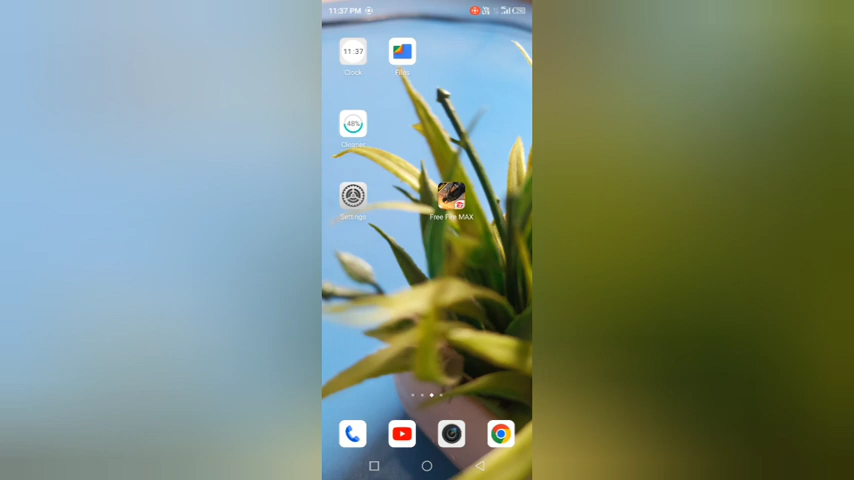 11:37 PM
11:37
Clock
Files
48%
Cleaner
Settings
Free Fire MAX